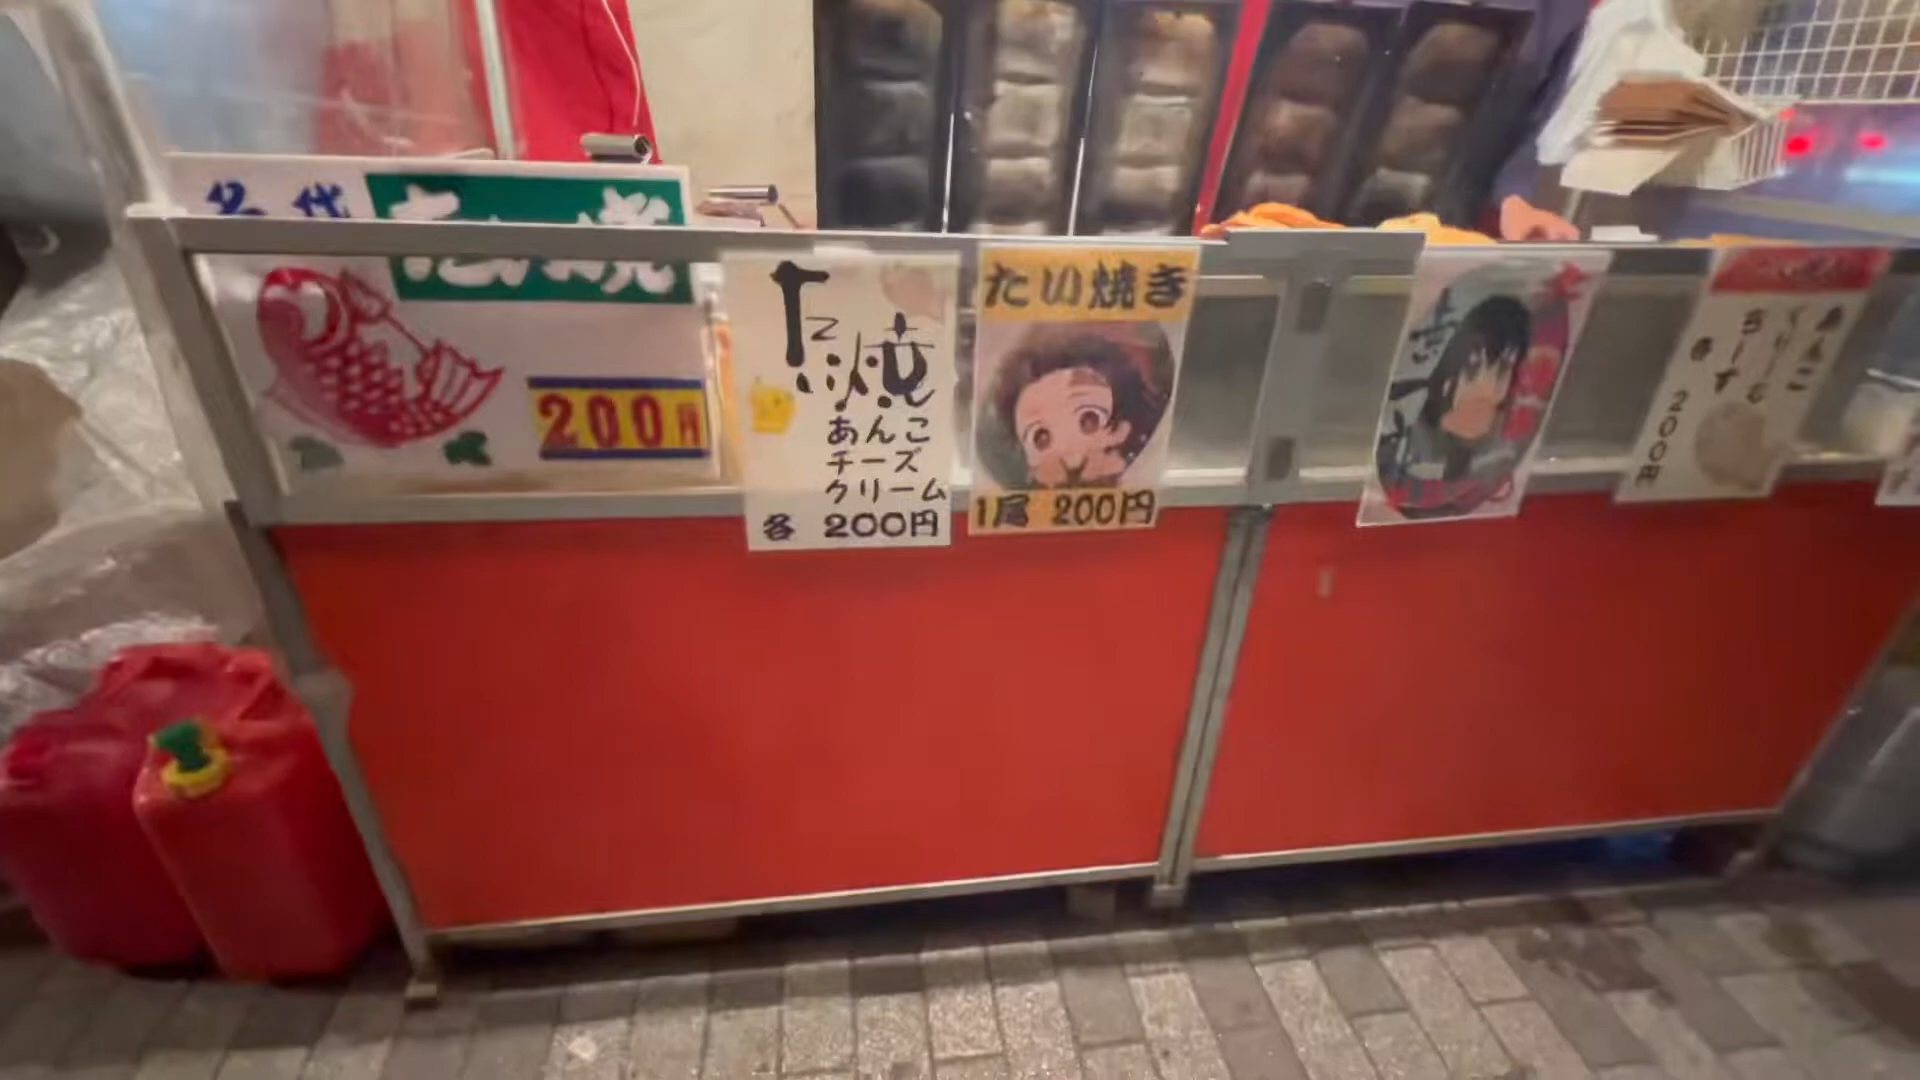 名代
たい焼
200円
たい焼
あんこ
チーズ
クリーム
各 200円
たい焼き
1尾 200円
あんこ
クリーム
チーズ
各 200円